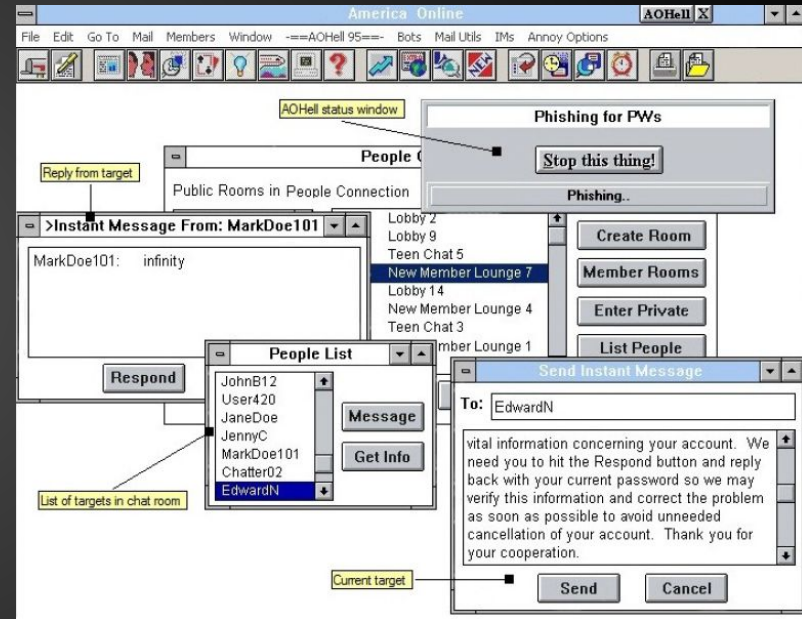 America Online
AOHell X
File Edit Go To Mail Members Window -==AOHell 95==- Bots Mail Utils IMs Annoy Options
NEW
AOHell status window
Phishing for PWs
Stop this thing!
Phishing..
Reply from target
People
Public Rooms in People Connection
>Instant Message From: MarkDoe101
MarkDoe101: infinity
Respond
Lobby 2
Lobby 9
Teen Chat 5
New Member Lounge 7
Lobby 14
New Member Lounge 4
Teen Chat 3
Lounge 1
Create Room
Member Rooms
Enter Private
List People
People List
JohnB12
User420
JaneDoe
JennyC
MarkDoe101
Chatter02
EdwardN
Message
Get Info
List of targets in chat room
Send Instant Message
To: EdwardN
vital information concerning your account. We
need you to hit the Respond button and reply
back with your current password so we may
verify this information and correct the problem
as soon as possible to avoid unneeded
cancellation of your account. Thank you for
your cooperation.
Current target
Send
Cancel